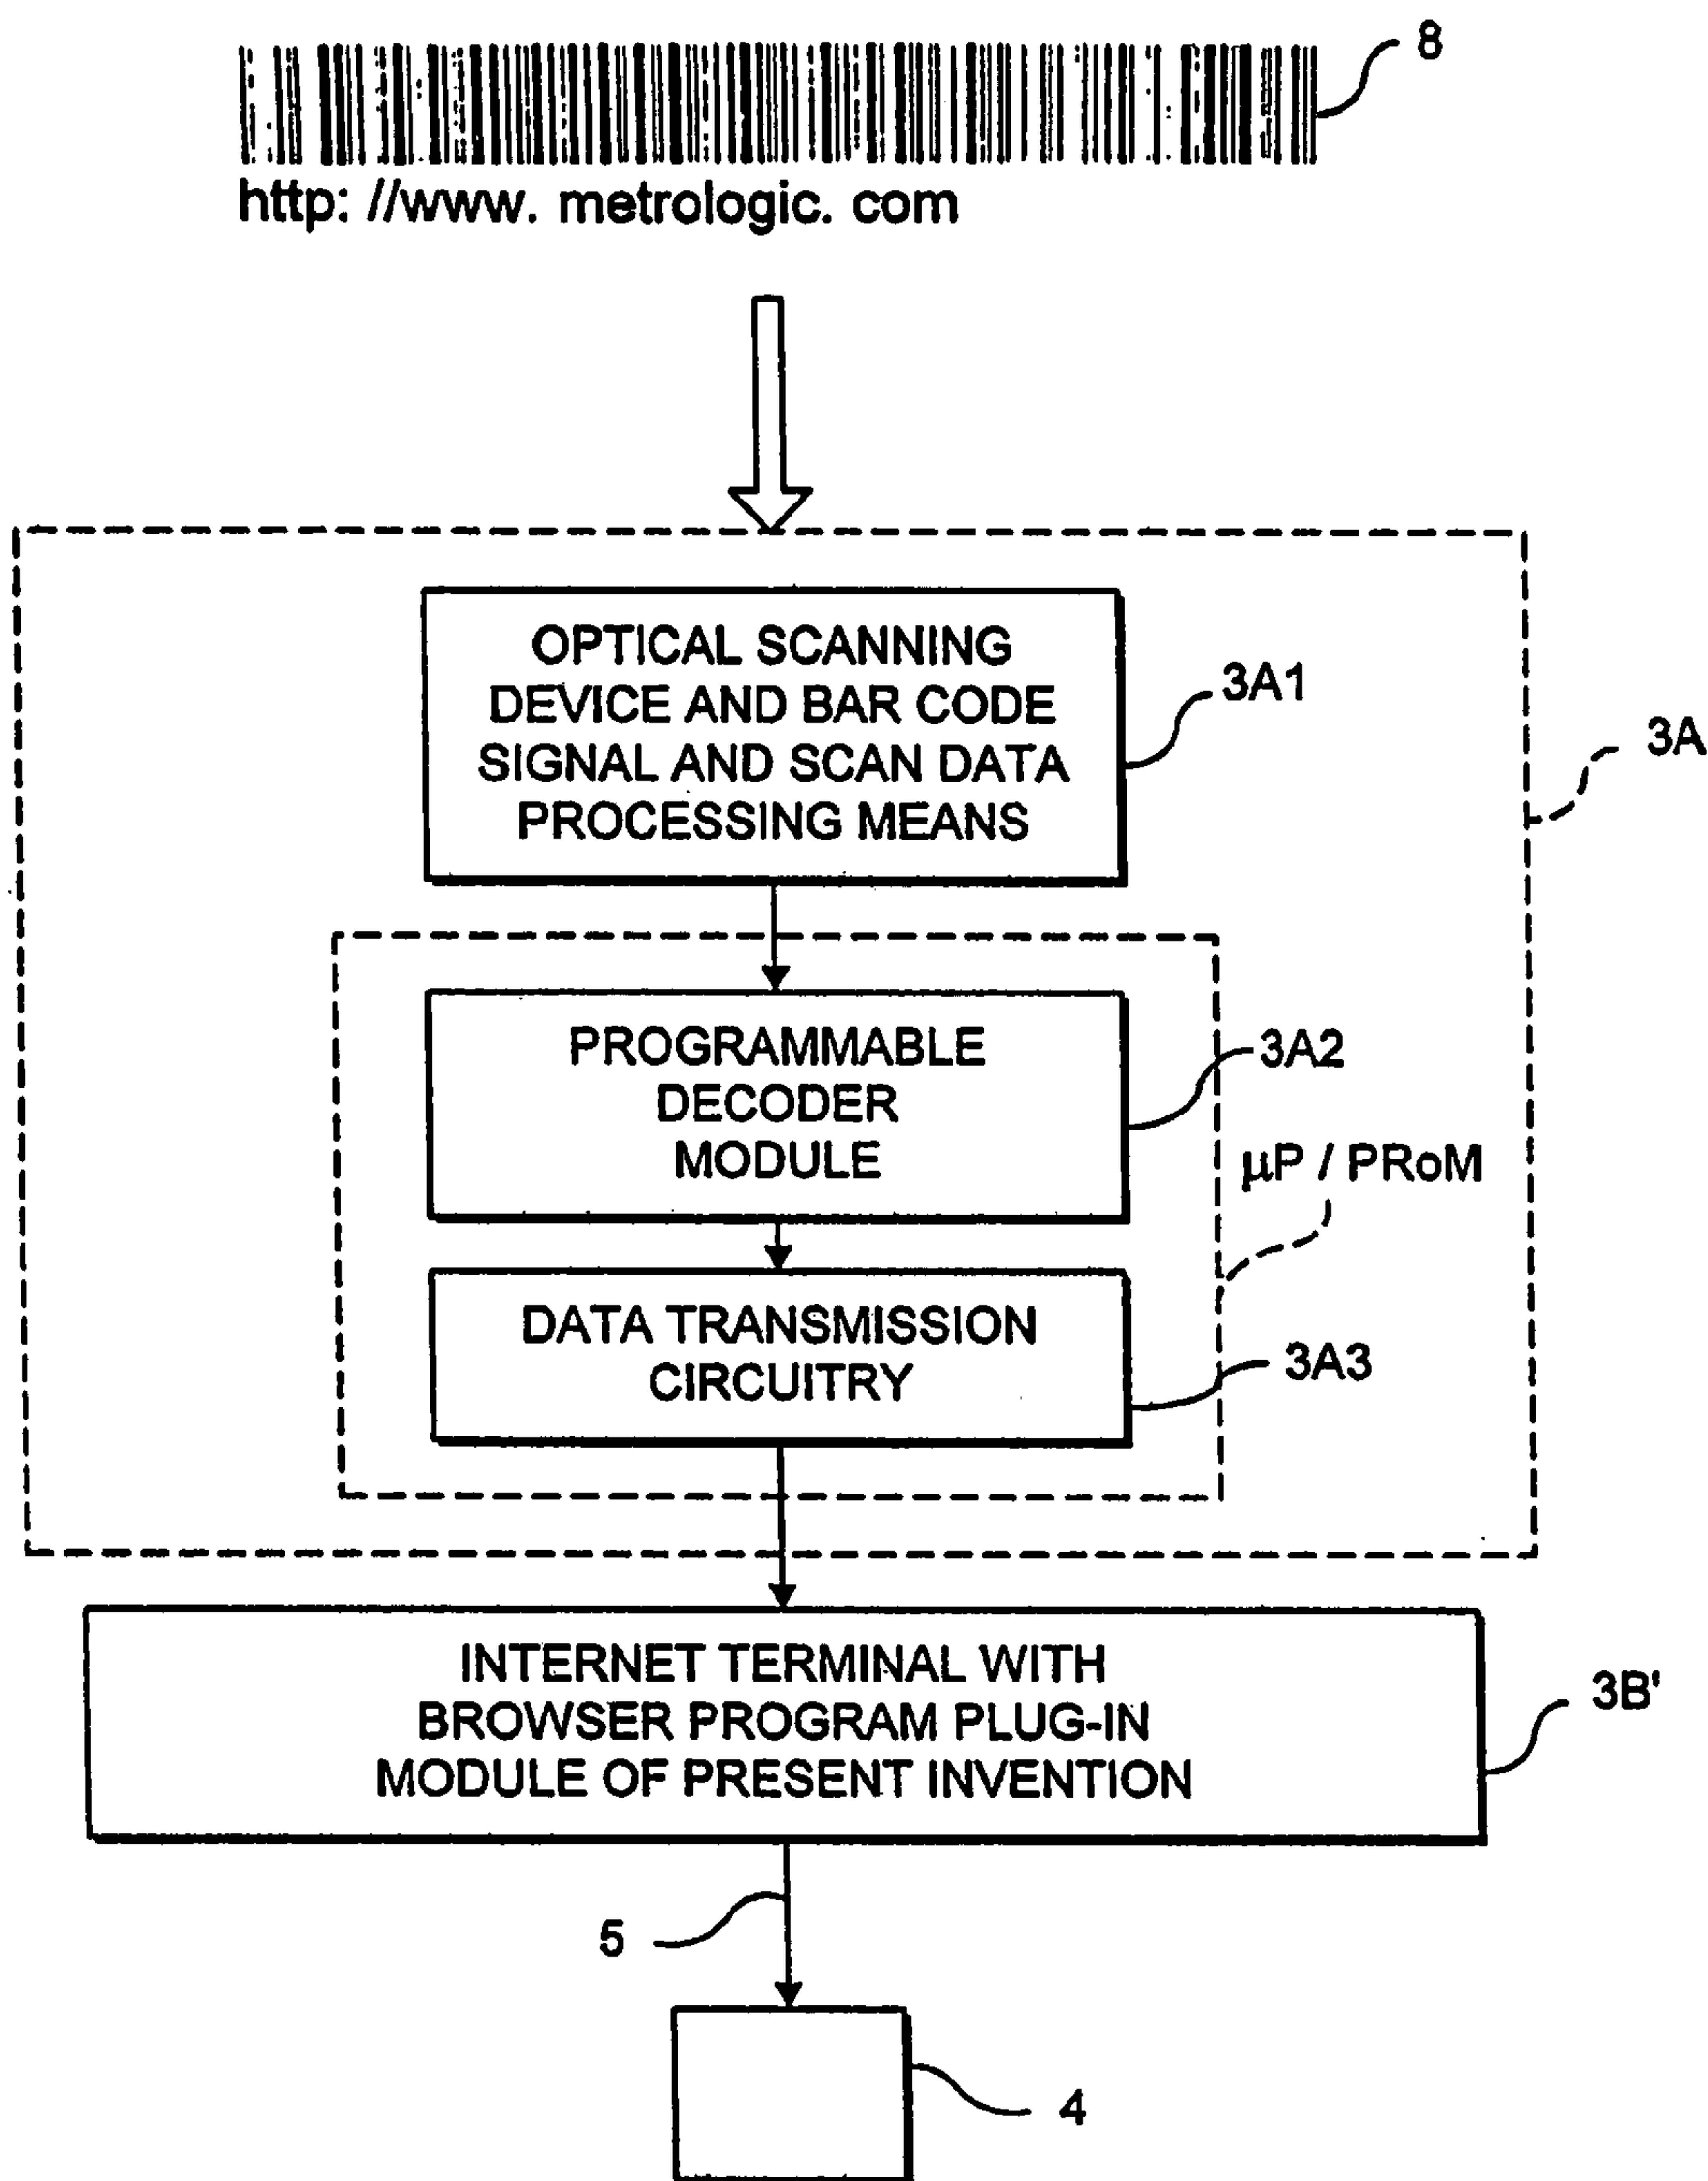 8
http: //www. metrologic. com
OPTICAL SCANNING
DEVICE AND BAR CODE
SIGNAL AND SCAN DATA
PROCESSING MEANS
3A1
3A
PROGRAMMABLE
DECODER
MODULE
3A2
µP / PRoM
DATA TRANSMISSION
CIRCUITRY
3A3
INTERNET TERMINAL WITH
BROWSER PROGRAM PLUG-IN
MODULE OF PRESENT INVENTION
3B'
5
4